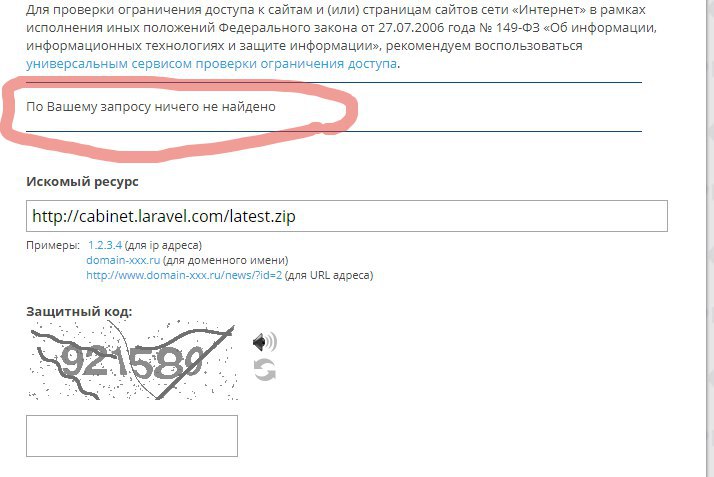 Для проверки ограничения доступа к сайтам и (или) страницам сайтов сети «Интернет» в рамках
исполнения иных положений Федерального закона от 27.07.2006 года № 149-ФЗ «Об информации,
информационных технологиях и защите информации», рекомендуем воспользоваться
универсальным сервисом проверки ограничения доступа.
По Вашему запросу ничего не найдено
Искомый ресурс
http://cabinet.laravel.com/latest.zip
Примеры: 1.2.3.4 (для ip адреса)
domain-xxx.ru (для доменного имени)
http://www.domain-xxx.ru/news/?id=2 (для URL адреса)
Защитный код:
921589